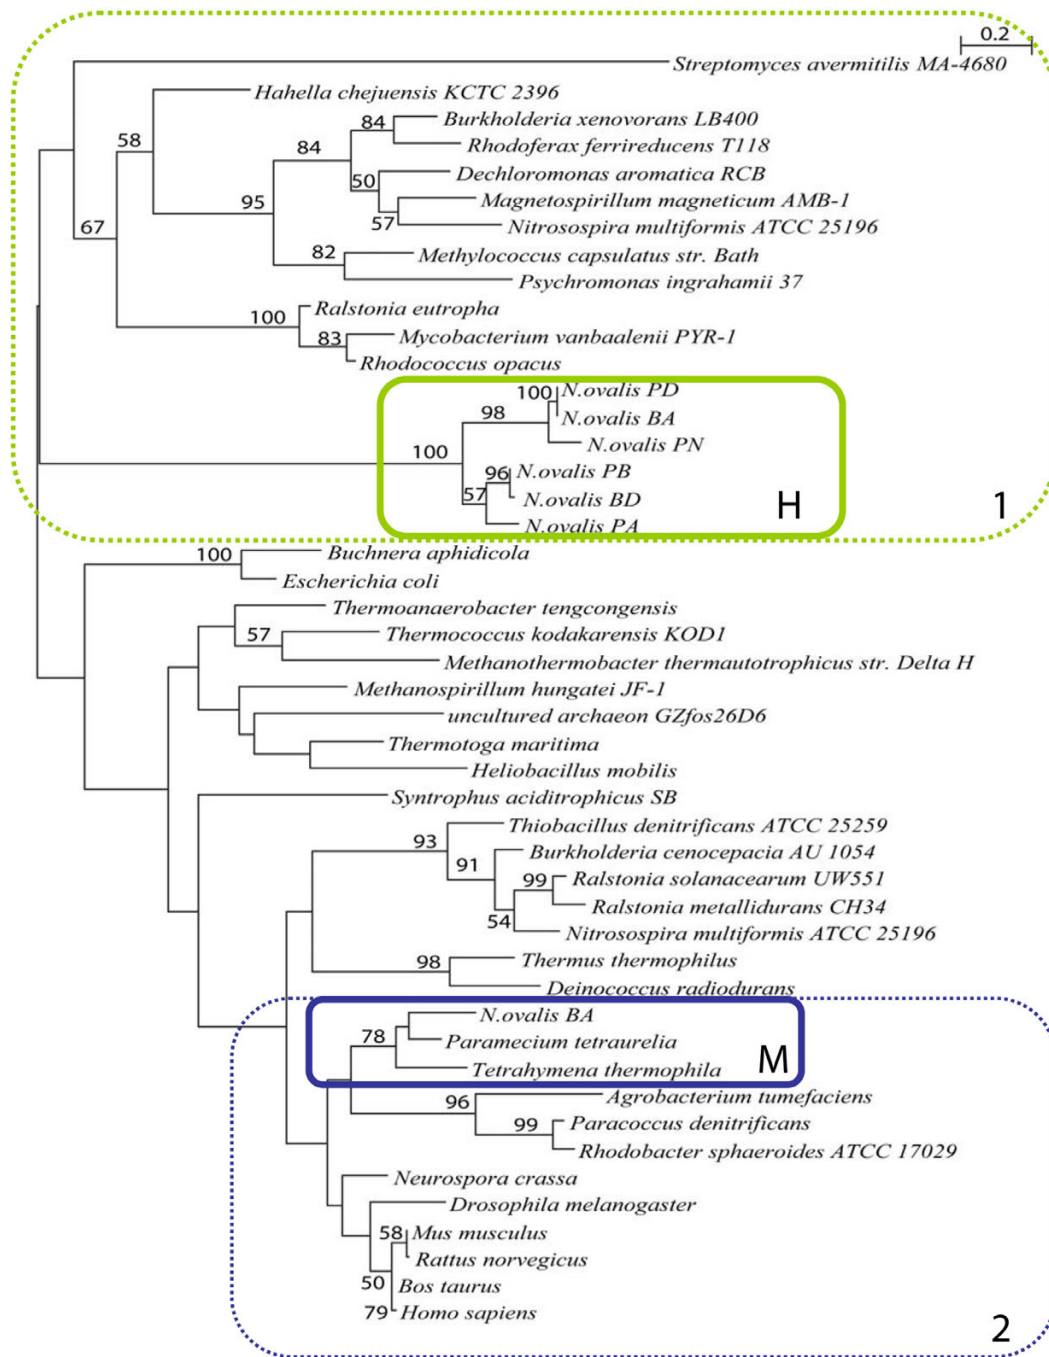 0.2
Streptomyces avermitilis MA-4680
Hahella chejuensis KCTC 2396
84 Burkholderia xenovorans LB400
58
84 Rhodoferax ferrireducens T118
50 Dechloromonas aromatica RCB
95 Magnetospirillum magneticum AMB-1
57 Nitrosospira multiformis ATCC 25196
67
82 Methylococcus capsulatus str. Bath
Psychromonas ingrahamii 37
Ralstonia eutropha
100
83 Mycobacterium vanbaalenii PYR-1
Rhodococcus opacus
100 N.ovalis PD
98 N.ovalis BA
N.ovalis PN
100
96 N.ovalis PB
57 N.ovalis BD
H
1
N.ovalis PA
100 Buchnera aphidicola
Escherichia coli
Thermoanaerobacter tengcongensis
57 Thermococcus kodakarensis KOD1
Methanothermobacter thermautotrophicus str. Delta H
Methanospirillum hungatei JF-1
uncultured archaeon GZfos26D6
Thermotoga maritima
Heliobacillus mobilis
Syntrophus aciditrophicus SB
Thiobacillus denitrificans ATCC 25259
93
91 Burkholderia cenocepacia AU 1054
99 Ralstonia solanacearum UW551
Ralstonia metallidurans CH34
54 Nitrosospira multiformis ATCC 25196
98 Thermus thermophilus
Deinococcus radiodurans
N.ovalis BA
78 Paramecium tetraurelia
M
Tetrahymena thermophila
96 Agrobacterium tumefaciens
99 Paracoccus denitrificans
Rhodobacter sphaeroides ATCC 17029
Neurospora crassa
Drosophila melanogaster
58 Mus musculus
Rattus norvegicus
50 Bos taurus
79 Homo sapiens
2